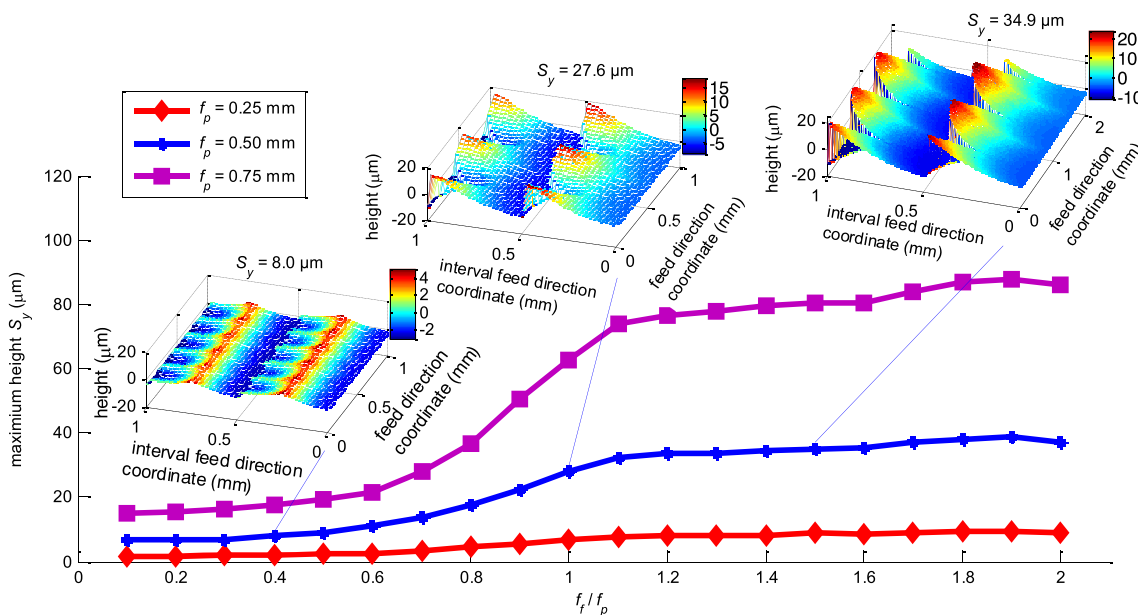 S_y = 34.9 μm
20
10
0
-10
height (μm)
20
0
-20
1
0.5
0
interval feed direction
coordinate (mm)
0
1
2
feed direction
coordinate (mm)
S_y = 27.6 μm
15
10
5
0
-5
height (μm)
20
0
-20
1
0.5
0
interval feed direction
coordinate (mm)
0
0.5
1
feed direction
coordinate (mm)
f_p = 0.25 mm
f_p = 0.50 mm
f_p = 0.75 mm
S_y = 8.0 μm
4
2
0
-2
height (μm)
20
0
-20
1
0.5
0
interval feed direction
coordinate (mm)
0
0.5
1
feed direction
coordinate (mm)
maximium height S_y (μm)
120
100
80
60
40
20
0
0 0.2 0.4 0.6 0.8 1 1.2 1.4 1.6 1.8 2
f_f / f_p